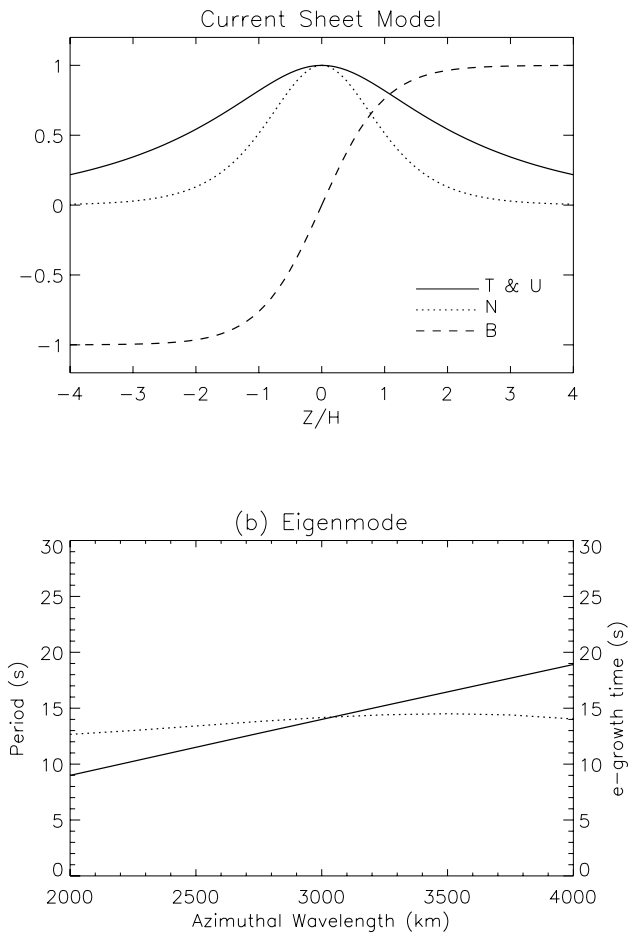 Current Sheet Model
1
0.5
0
−0.5
−1
T & U
N
B
−4 −3 −2 −1 0 1 2 3 4
Z/H
(b) Eigenmode
30 30
25 25
20 20
15 15
10 10
5 5
0 0
Period (s)
e−growth time (s)
2000 2500 3000 3500 4000
Azimuthal Wavelength (km)